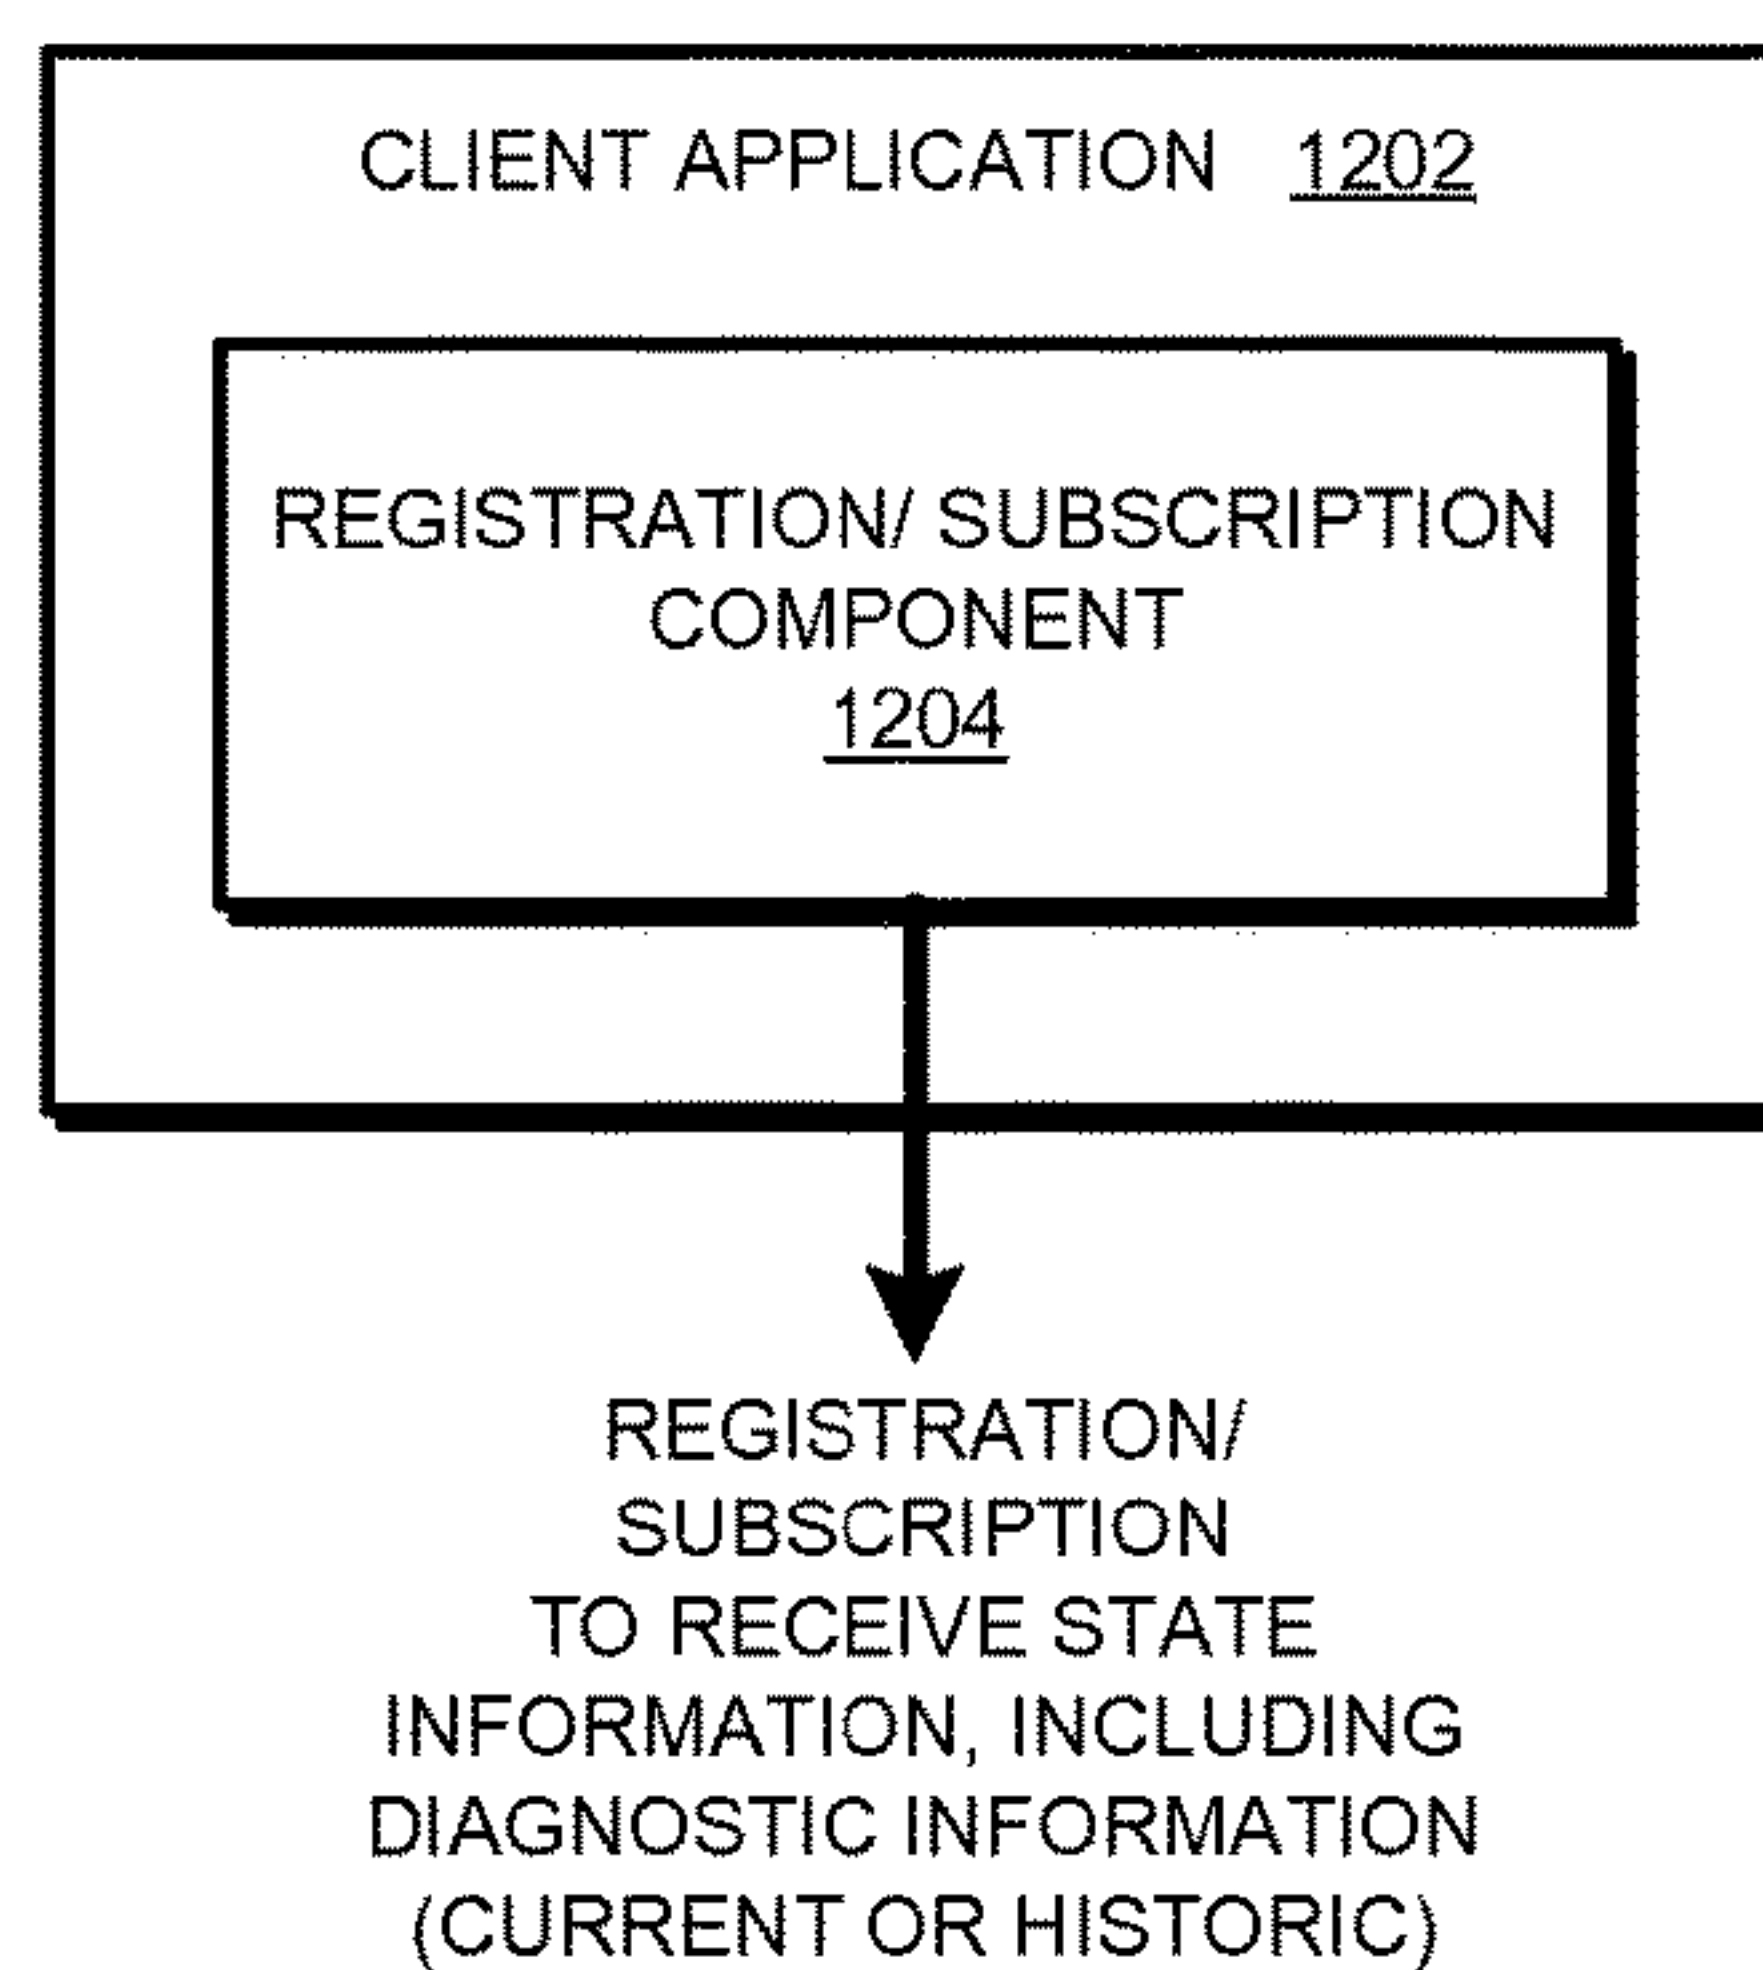 CLIENT APPLICATION 1202
REGISTRATION/ SUBSCRIPTION
COMPONENT
1204
REGISTRATION/
SUBSCRIPTION
TO RECEIVE STATE
INFORMATION, INCLUDING
DIAGNOSTIC INFORMATION
(CURRENT OR HISTORIC)